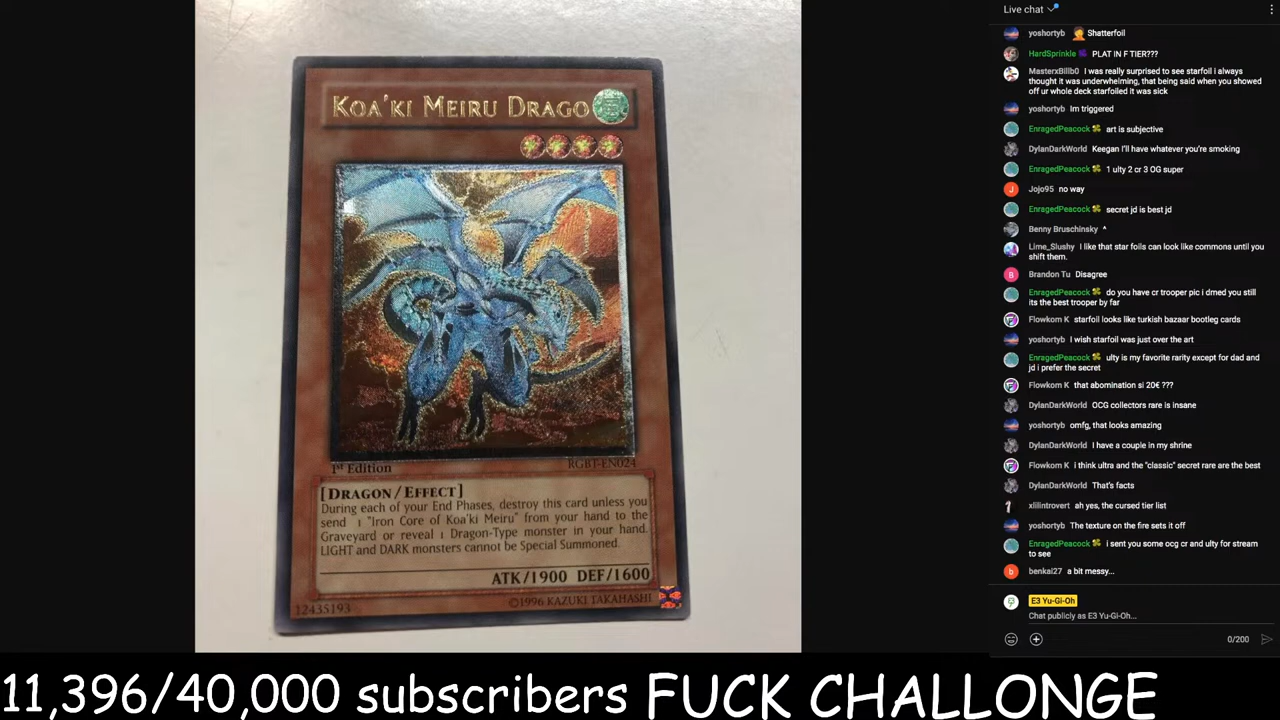 KOA'KI MEIRU DRAGO
1st Edition
RGBT-EN024
[DRAGON/EFFECT]
During each of your End Phases, destroy this card unless you
send 1 "Iron Core of Koa'ki Meiru" from your hand to the
Graveyard or reveal 1 Dragon-Type monster in your hand.
LIGHT and DARK monsters cannot be Special Summoned.
ATK/1900 DEF/1600
12435193
©1996 KAZUKI TAKAHASHI
Live chat
yoshortyb Shatterfoil
HardSprinkle PLAT IN F TIER???
MasterxBillb0 I was really surprised to see starfoil i always
thought it was underwhelming, that being said when you showed
off ur whole deck starfoiled it was sick
yoshortyb Im triggered
EnragedPeacock art is subjective
DylanDarkWorld Keegan I'll have whatever you're smoking
EnragedPeacock 1 ulty 2 cr 3 OG super
Jojo95 no way
EnragedPeacock secret jd is best jd
Benny Bruschinsky ^
Lime_Slushy I like that star foils can look like commons until you
shift them.
Brandon Tu Disagree
EnragedPeacock do you have cr trooper pic i dmed you still
its the best trooper by far
Flowkom K starfoil looks like turkish bazaar bootleg cards
yoshortyb I wish starfoil was just over the art
EnragedPeacock ulty is my favorite rarity except for dad and
jd i prefer the secret
Flowkom K that abomination si 20€ ???
DylanDarkWorld OCG collectors rare is insane
yoshortyb omfg, that looks amazing
DylanDarkWorld I have a couple in my shrine
Flowkom K i think ultra and the "classic" secret rare are the best
DylanDarkWorld That's facts
xlilintrovert ah yes, the cursed tier list
yoshortyb The texture on the fire sets it off
EnragedPeacock i sent you some ocg cr and ulty for stream
to see
benkai27 a bit messy...
E3 Yu-Gi-Oh
Chat publicly as E3 Yu-Gi-Oh...
0/200
11,396/40,000 subscribers FUCK CHALLONGE